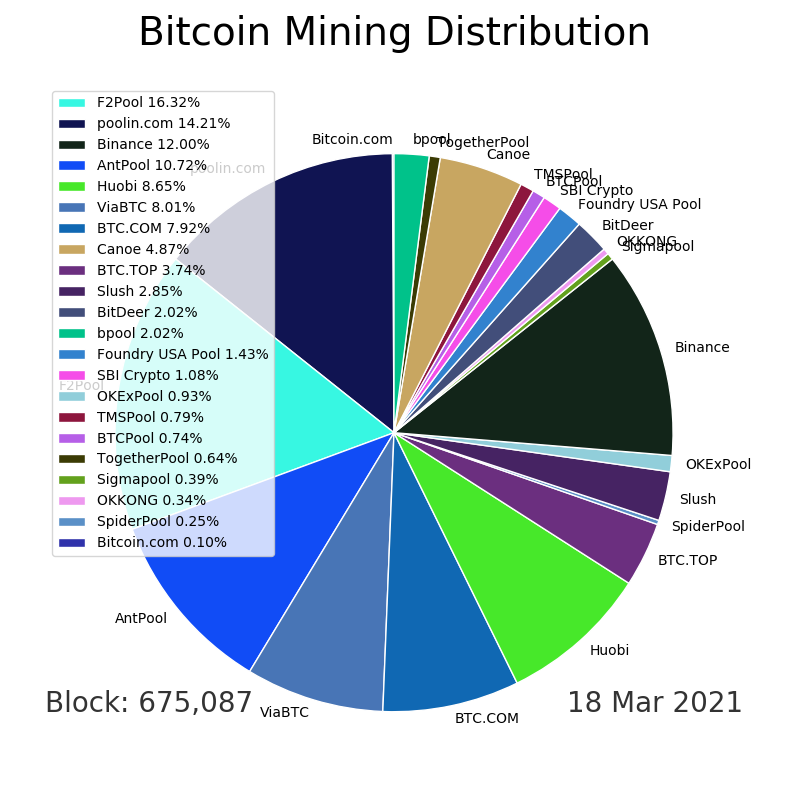 Bitcoin Mining Distribution
F2Pool 16.32%
poolin.com 14.21%
Binance 12.00%
AntPool 10.72%
Huobi 8.65%
ViaBTC 8.01%
BTC.COM 7.92%
Canoe 4.87%
BTC.TOP 3.74%
Slush 2.85%
BitDeer 2.02%
bpool 2.02%
Foundry USA Pool 1.43%
SBI Crypto 1.08%
OKExPool 0.93%
TMSPool 0.79%
BTCPool 0.74%
TogetherPool 0.64%
Sigmapool 0.39%
OKKONG 0.34%
SpiderPool 0.25%
Bitcoin.com 0.10%
Bitcoin.com
bpool
TogetherPool
Canoe
TMSPool
BTCPool
SBI Crypto
Foundry USA Pool
BitDeer
OKKONG
Sigmapool
Binance
OKExPool
Slush
SpiderPool
BTC.TOP
Huobi
BTC.COM
ViaBTC
AntPool
F2Pool
poolin.com
Block: 675,087
18 Mar 2021